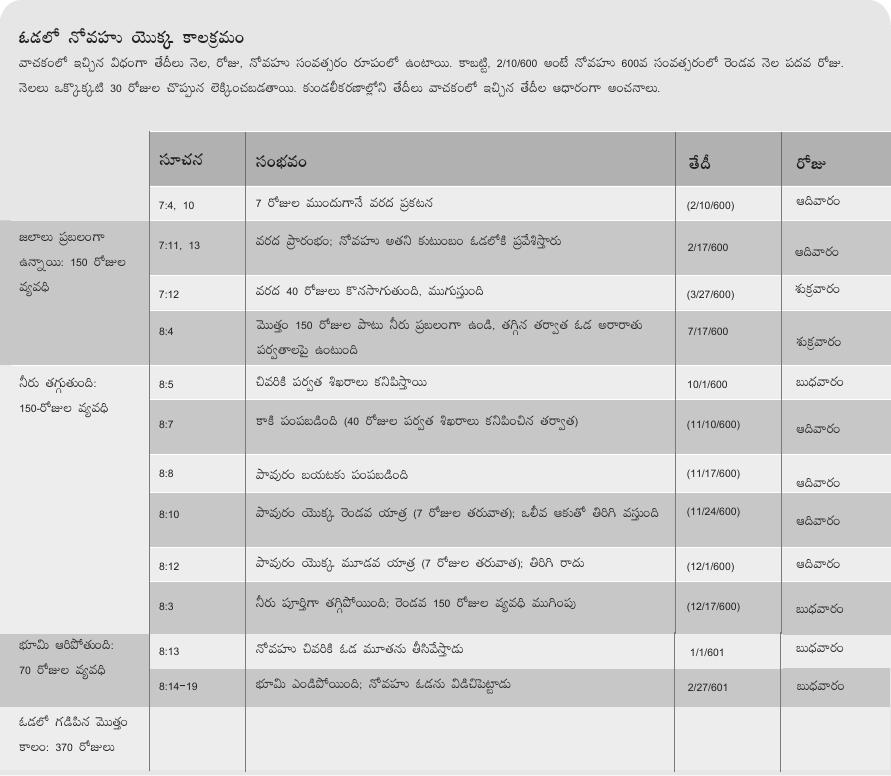 ఓడలో నోవహు యొక్క కాలక్రమం
వాచకంలో ఇచ్చిన విధంగా తేదీలు నెల, రోజు, నోవహు సంవత్సరం రూపంలో ఉంటాయి. కాబట్టి, 2/10/600 అంటే నోవహు 600వ సంవత్సరంలో రెండవ నెల పదవ రోజు.
నెలలు ఒక్కొక్కటి 30 రోజుల చొప్పున లెక్కించబడతాయి. కుండలీకరణాల్లోని తేదీలు వాచకంలో ఇచ్చిన తేదీల ఆధారంగా అంచనాలు.
సూచన సంభవం తేదీ రోజు
7:4, 10 7 రోజుల ముందుగానే వరద ప్రకటన (2/10/600) ఆదివారం
జలాలు ప్రబలంగా
ఉన్నాయి: 150 రోజుల
వ్యవధి
7:11, 13 వరద ప్రారంభం; నోవహు అతని కుటుంబం ఓడలోకి ప్రవేశిస్తారు 2/17/600 ఆదివారం
7:12 వరద 40 రోజులు కొనసాగుతుంది, ముగుస్తుంది (3/27/600) శుక్రవారం
8:4 మొత్తం 150 రోజుల పాటు నీరు ప్రబలంగా ఉండి, తగ్గిన తర్వాత ఓడ అరారాతు
పర్వతాలపై ఉంటుంది 7/17/600 శుక్రవారం
నీరు తగ్గుతుంది:
150-రోజుల వ్యవధి
8:5 చివరికి పర్వత శిఖరాలు కనిపిస్తాయి 10/1/600 బుధవారం
8:7 కాకి పంపబడింది (40 రోజుల పర్వత శిఖరాలు కనిపించిన తర్వాత) (11/10/600) ఆదివారం
8:8 పావురం బయటకు పంపబడింది (11/17/600) ఆదివారం
8:10 పావురం యొక్క రెండవ యాత్ర (7 రోజుల తరువాత); ఒలీవ ఆకుతో తిరిగి వస్తుంది (11/24/600) ఆదివారం
8:12 పావురం యొక్క మూడవ యాత్ర (7 రోజుల తరువాత); తిరిగి రాదు (12/1/600) ఆదివారం
8:3 నీరు పూర్తిగా తగ్గిపోయింది; రెండవ 150 రోజుల వ్యవధి ముగింపు (12/17/600) బుధవారం
భూమి ఆరిపోతుంది:
70 రోజుల వ్యవధి
8:13 నోవహు చివరికి ఓడ మూతను తీసివేస్తాడు 1/1/601 బుధవారం
8:14–19 భూమి ఎండిపోయింది; నోవహు ఓడను విడిచిపెట్టాడు 2/27/601 బుధవారం
ఓడలో గడిపిన మొత్తం
కాలం: 370 రోజులు